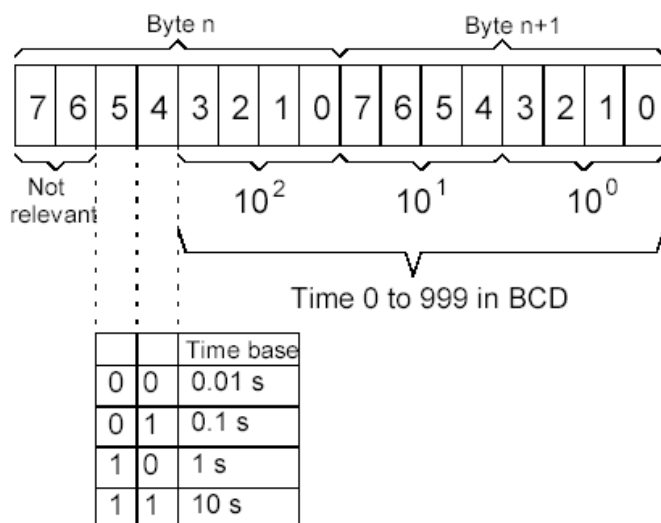 Byte n Byte n+1
7 6 5 4 3 2 1 0 7 6 5 4 3 2 1 0
Not relevant 10² 10¹ 10⁰
Time 0 to 999 in BCD
Time base
0 0 0.01 s
0 1 0.1 s
1 0 1 s
1 1 10 s